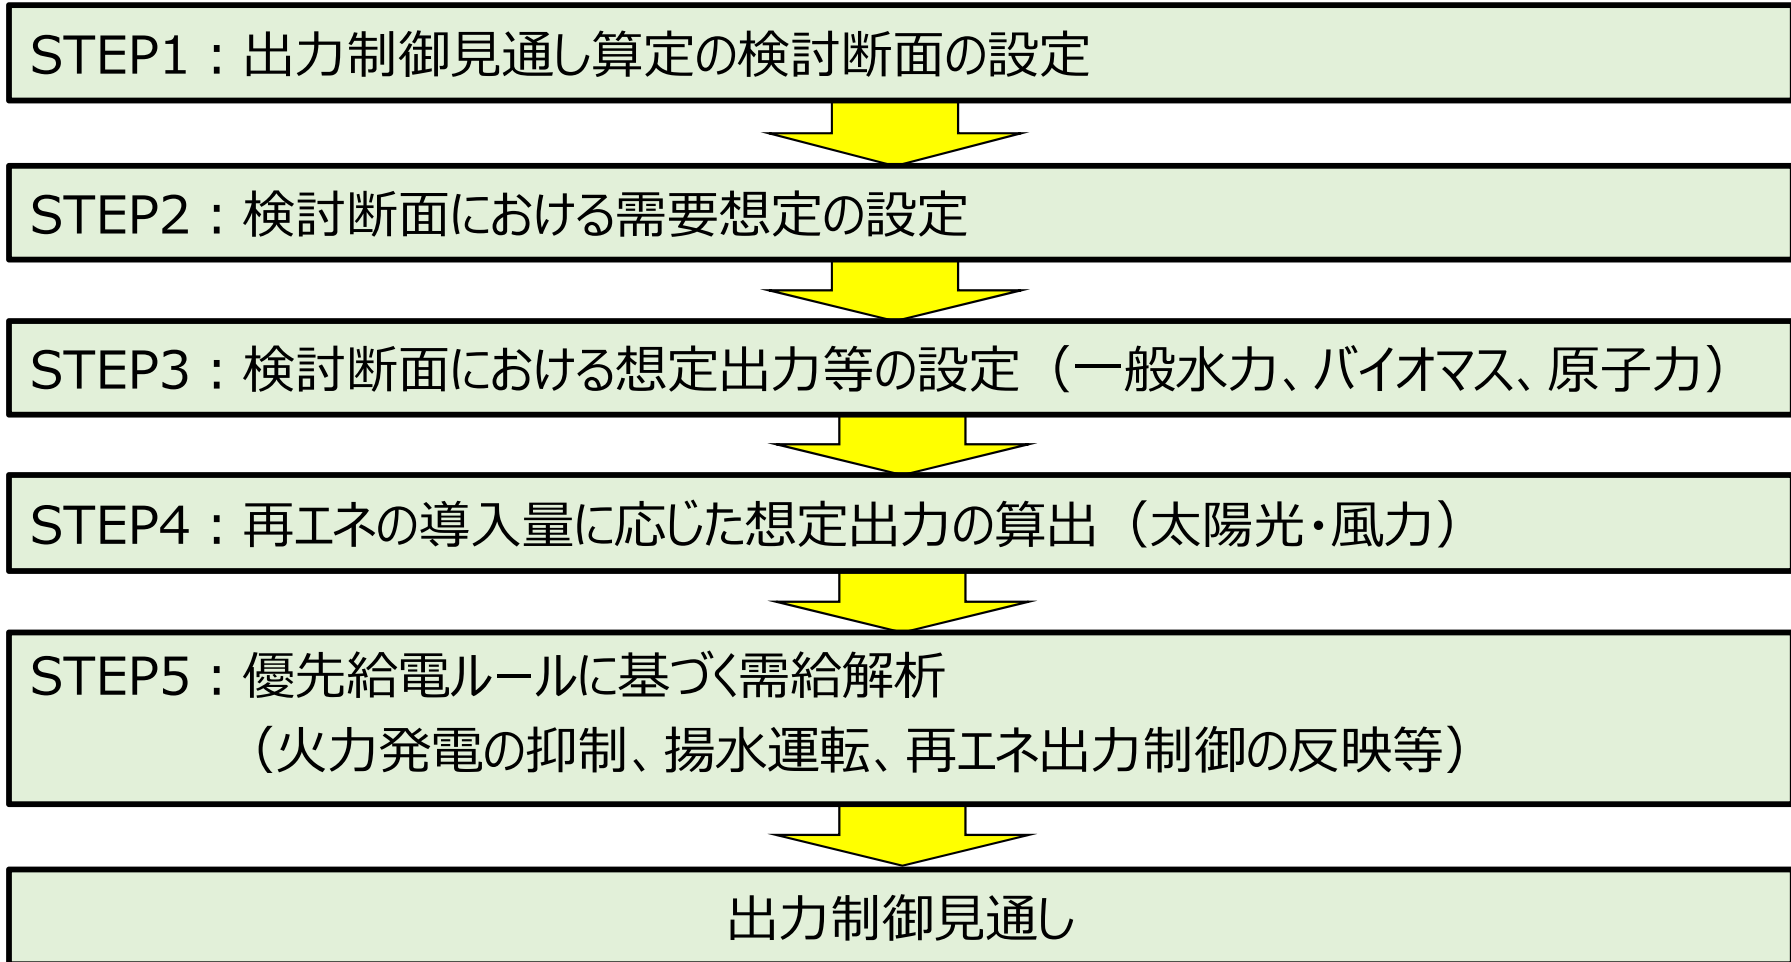 STEP1：出力制御見通し算定の検討断面の設定
STEP2：検討断面における需要想定の設定
STEP3：検討断面における想定出力等の設定（一般水力、バイオマス、原子力）
STEP4：再エネの導入量に応じた想定出力の算出（太陽光・風力）
STEP5：優先給電ルールに基づく需給解析
（火力発電の抑制、揚水運転、再エネ出力制御の反映等）
出力制御見通し